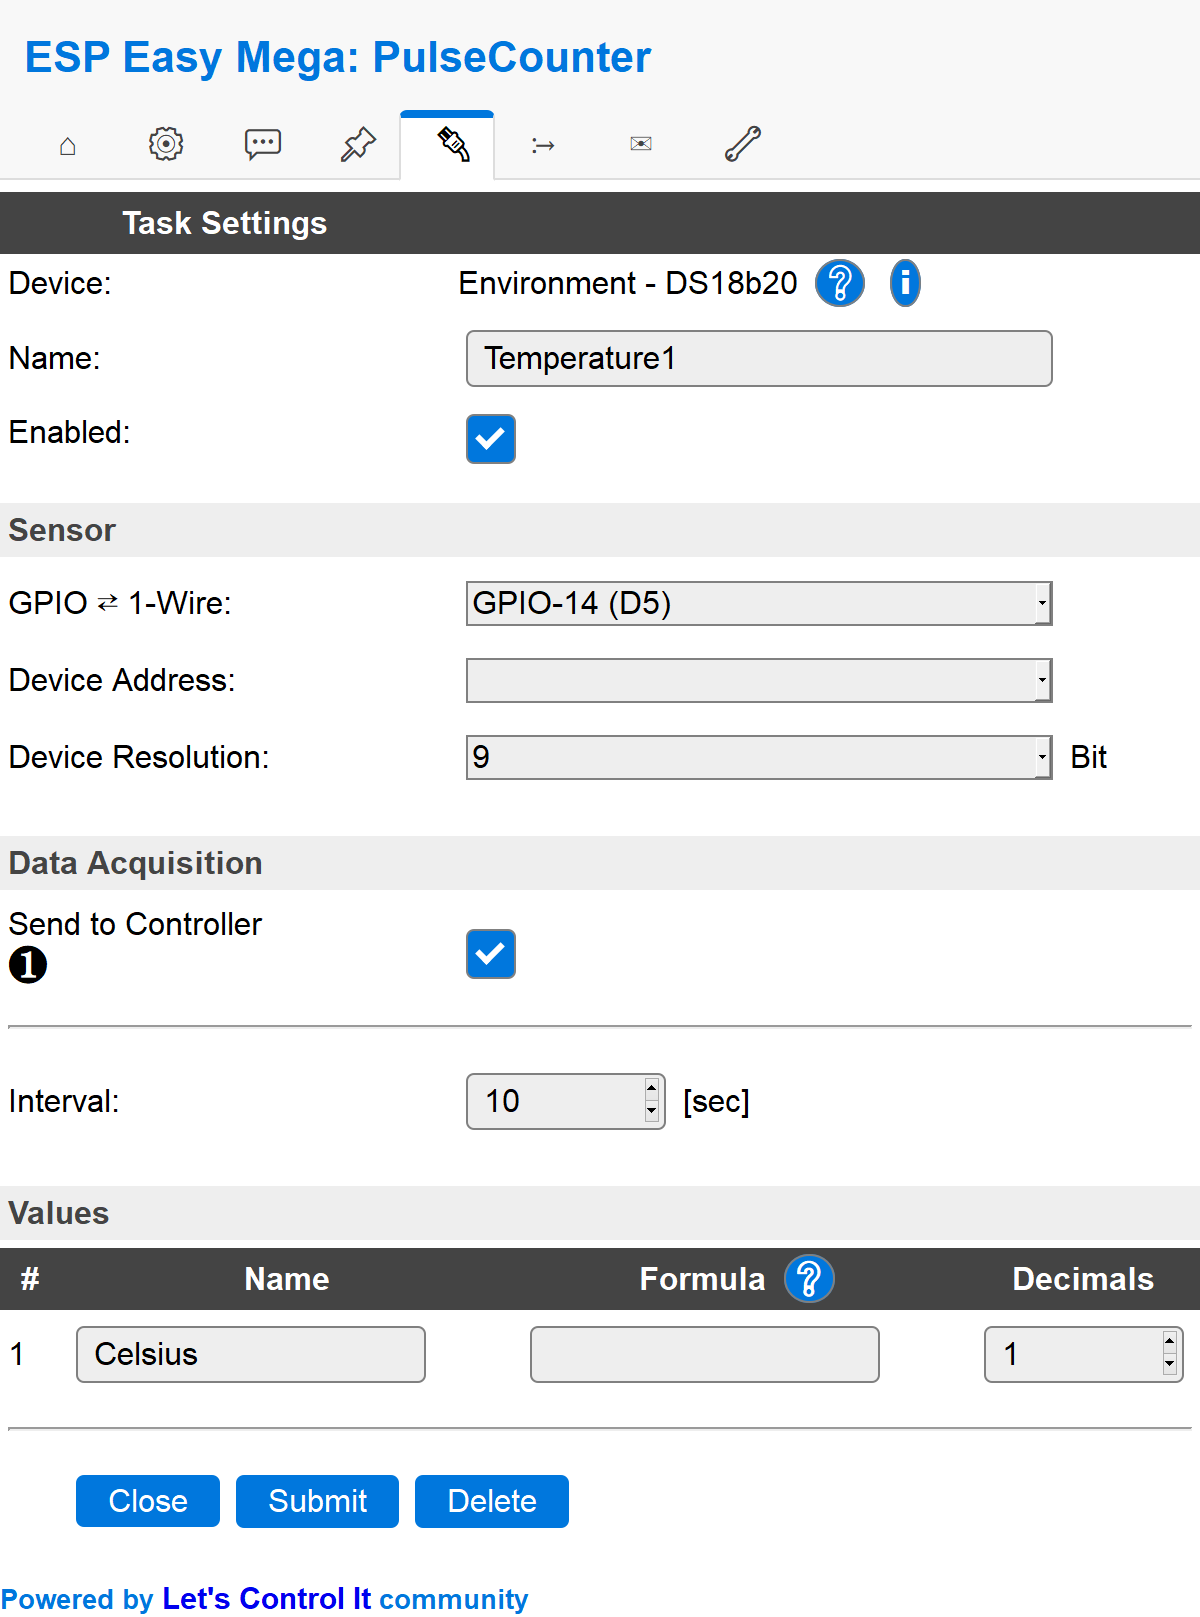 ESP Easy Mega: PulseCounter
Task Settings
Device: Environment - DS18b20 ? i
Name: Temperature1
Enabled:
Sensor
GPIO ⇄ 1-Wire: GPIO-14 (D5)
Device Address:
Device Resolution: 9 Bit
Data Acquisition
Send to Controller
❶
Interval: 10 [sec]
Values
# Name Formula ? Decimals
1 Celsius 1
Close Submit Delete
Powered by Let's Control It community